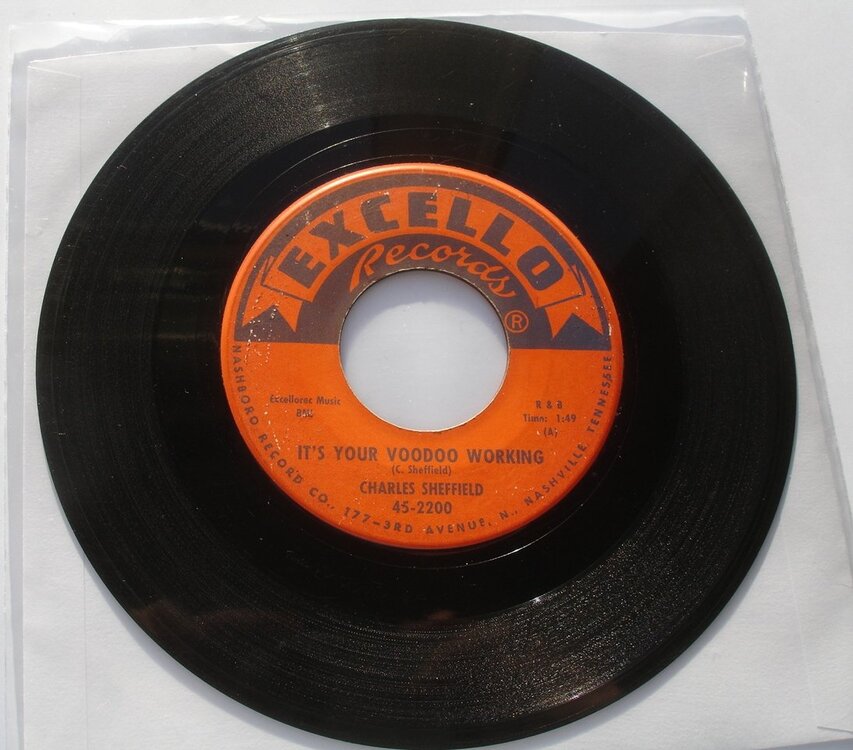 EXCELLO
Records
®
Excellorec Music
BMI
R & B
Time: 1:49
(A)
IT'S YOUR VOODOO WORKING
(C. Sheffield)
CHARLES SHEFFIELD
45-2200
NASHBORO RECORD CO., 177-3RD AVENUE, N., NASHVILLE, TENNESSEE